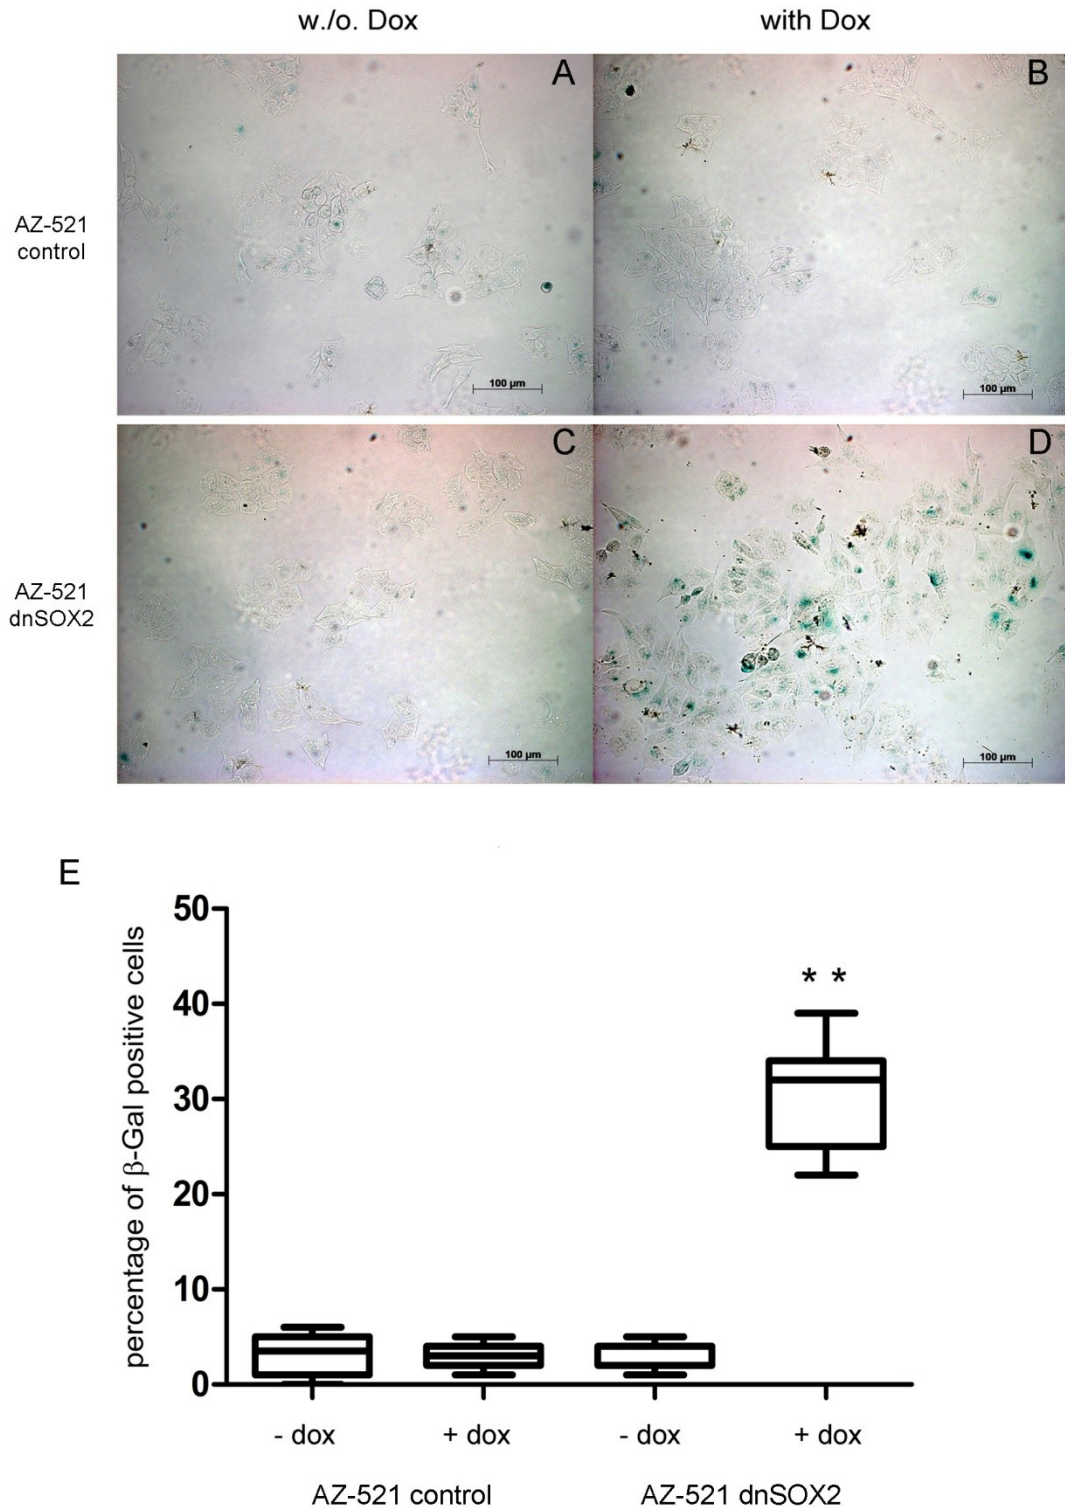 w./o. Dox
with Dox
A
B
AZ-521
control
100 µm
100 µm
C
D
AZ-521
dnSOX2
100 µm
100 µm
E
percentage of β-Gal positive cells
50
40
30
20
10
0
* *
- dox
+ dox
- dox
+ dox
AZ-521 control
AZ-521 dnSOX2